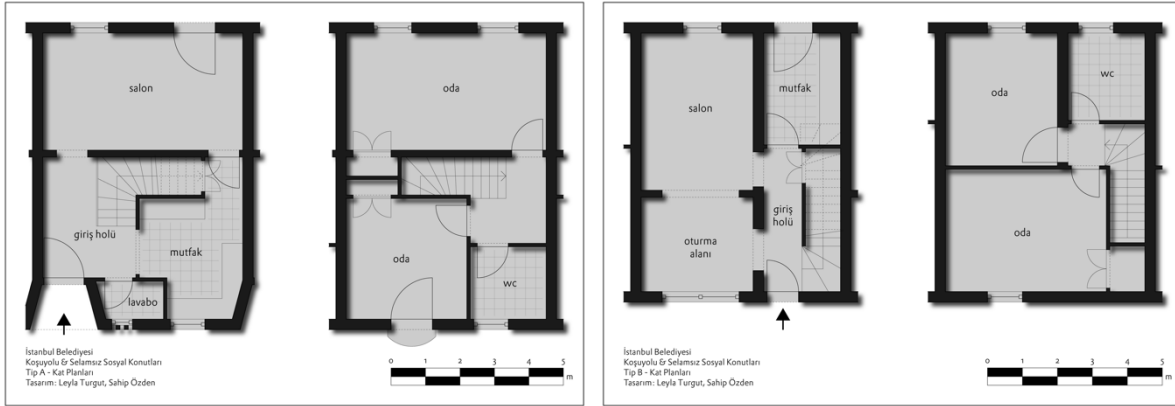 salon
giriş holü
mutfak
lavabo
oda
oda
wc
İstanbul Belediyesi
Koşuyolu & Selamsız Sosyal Konutları
Tip A - Kat Planları
Tasarım: Leyla Turgut, Sahip Özden
0 1 2 3 4 5
m
salon
mutfak
giriş
holü
oturma
alanı
oda
wc
oda
İstanbul Belediyesi
Koşuyolu & Selamsız Sosyal Konutları
Tip B - Kat Planları
Tasarım: Leyla Turgut, Sahip Özden
0 1 2 3 4 5
m